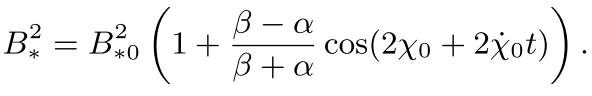 $B_*^2 = B_{*0}^2 \left( 1 + \frac{\beta - \alpha}{\beta + \alpha} \cos(2\chi_0 + 2\dot{\chi}_0 t) \right).$